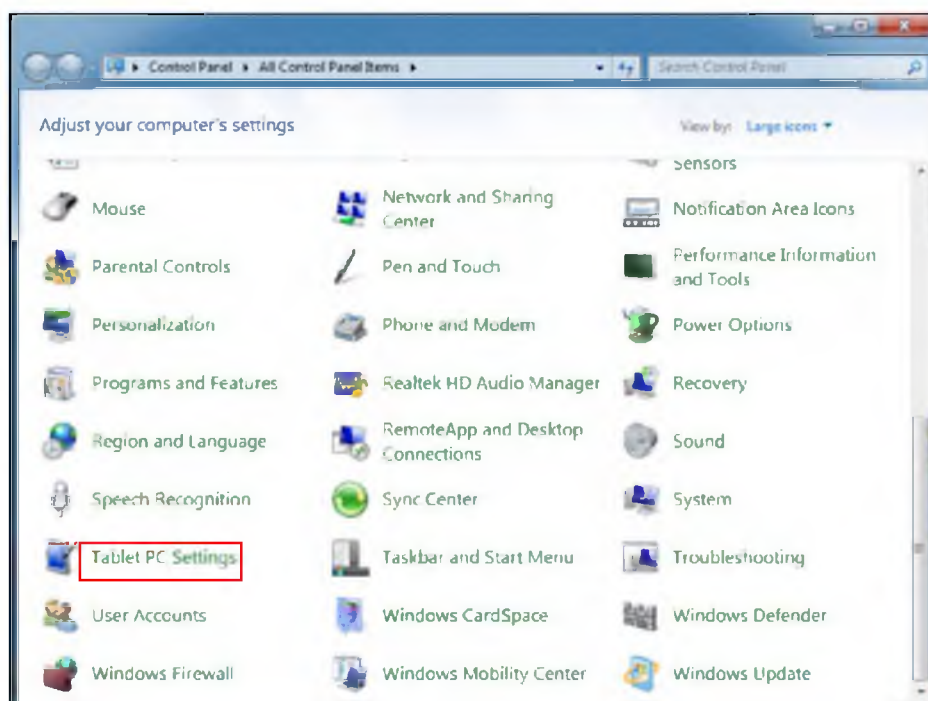 Control Panel ▸ All Control Panel Items ▸
Search Control Panel
Adjust your computer's settings
View by: Large icons
Sensors
Mouse
Network and Sharing
Center
Notification Area Icons
Parental Controls
Pen and Touch
Performance Information
and Tools
Personalization
Phone and Modem
Power Options
Programs and Features
Realtek HD Audio Manager
Recovery
Region and Language
RemoteApp and Desktop
Connections
Sound
Speech Recognition
Sync Center
System
Tablet PC Settings
Taskbar and Start Menu
Troubleshooting
User Accounts
Windows CardSpace
Windows Defender
Windows Firewall
Windows Mobility Center
Windows Update